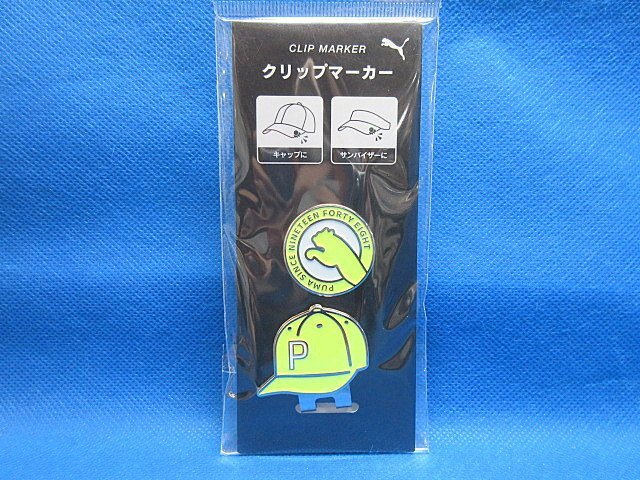 CLIP MARKER
クリップマーカー
キャップに
サンバイザーに
PUMA SINCE NINETEEN FORTY EIGHT
P